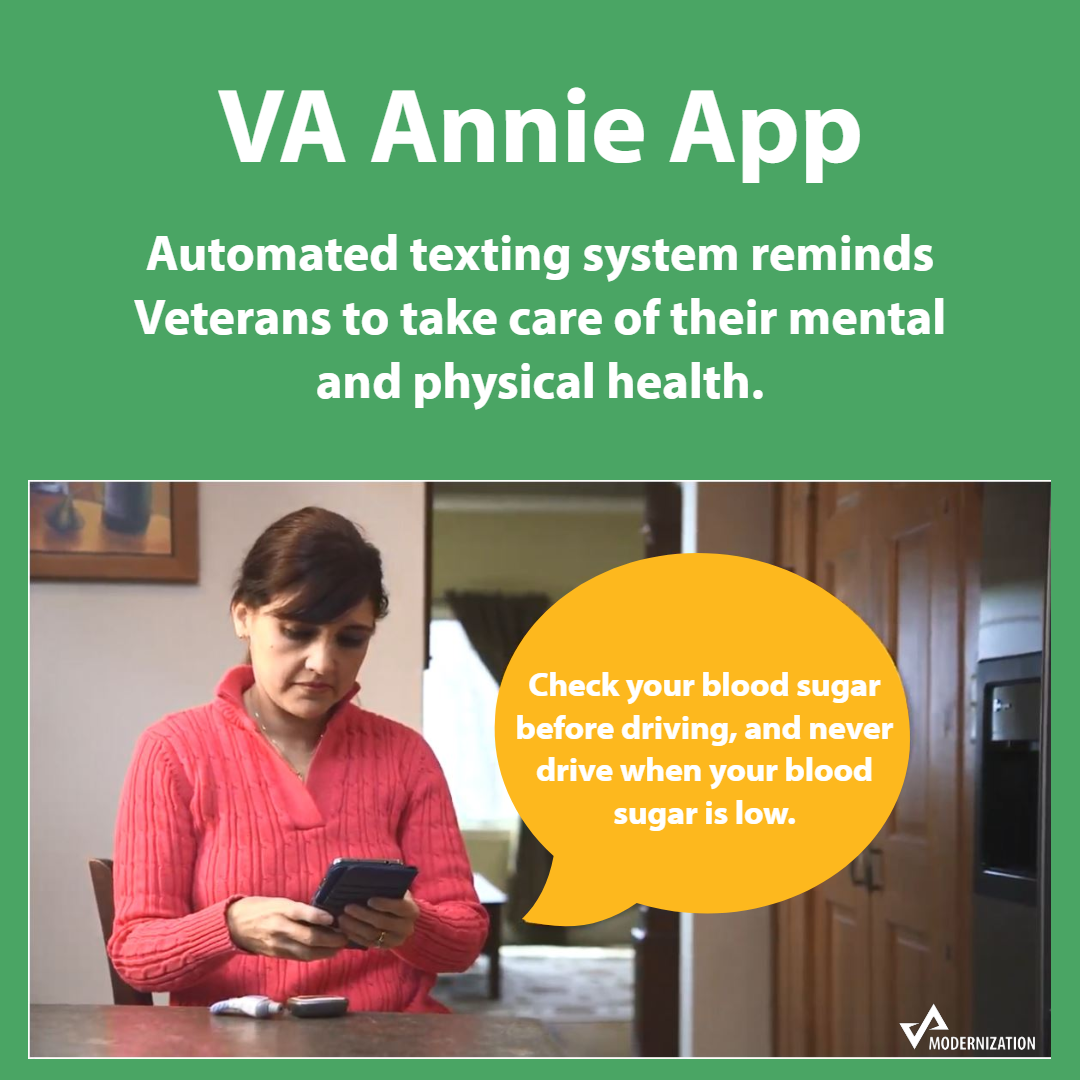 VA Annie App
Automated texting system reminds
Veterans to take care of their mental
and physical health.
Check your blood sugar
before driving, and never
drive when your blood
sugar is low.
VA
MODERNIZATION